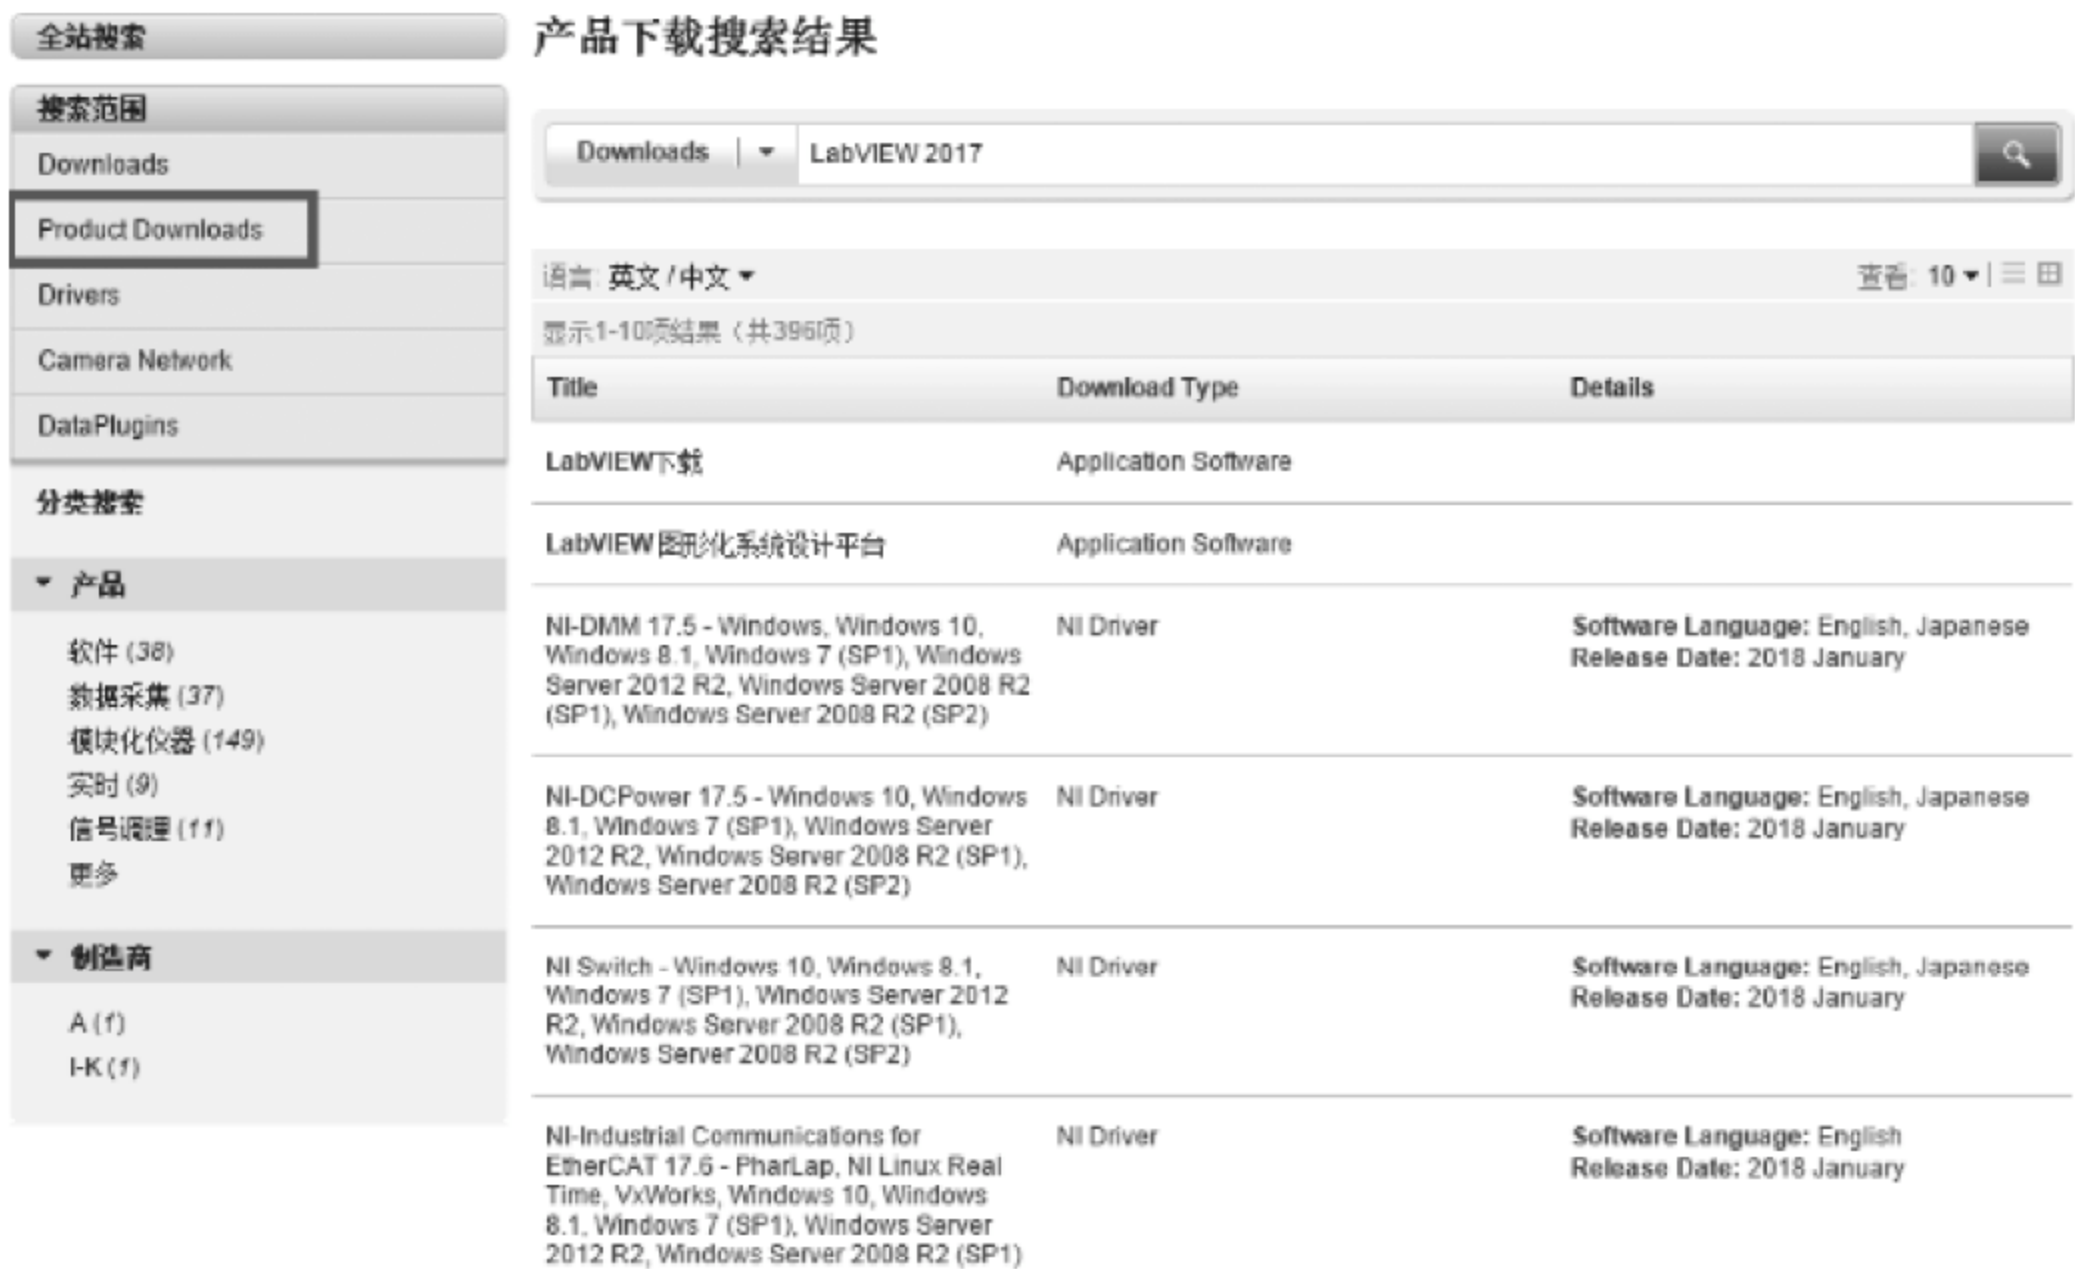 全站搜索
搜索范围
Downloads
Product Downloads
Drivers
Camera Network
DataPlugins
分类搜索
产品
软件 (38)
数据采集 (37)
模块化仪器 (149)
实时 (9)
信号调理 (11)
更多
制造商
A (1)
I-K (1)
产品下载搜索结果
Downloads LabVIEW 2017
语言: 英文 / 中文 查看: 10
显示1-10项结果（共396项）
Title Download Type Details
LabVIEW下载 Application Software
LabVIEW 图形化系统设计平台 Application Software
NI-DMM 17.5 - Windows, Windows 10, NI Driver Software Language: English, Japanese
Windows 8.1, Windows 7 (SP1), Windows Release Date: 2018 January
Server 2012 R2, Windows Server 2008 R2
(SP1), Windows Server 2008 R2 (SP2)
NI-DCPower 17.5 - Windows 10, Windows NI Driver Software Language: English, Japanese
8.1, Windows 7 (SP1), Windows Server Release Date: 2018 January
2012 R2, Windows Server 2008 R2 (SP1),
Windows Server 2008 R2 (SP2)
NI Switch - Windows 10, Windows 8.1, NI Driver Software Language: English, Japanese
Windows 7 (SP1), Windows Server 2012 Release Date: 2018 January
R2, Windows Server 2008 R2 (SP1),
Windows Server 2008 R2 (SP2)
NI-Industrial Communications for NI Driver Software Language: English
EtherCAT 17.6 - PharLap, NI Linux Real Release Date: 2018 January
Time, VxWorks, Windows 10, Windows
8.1, Windows 7 (SP1), Windows Server
2012 R2, Windows Server 2008 R2 (SP1)